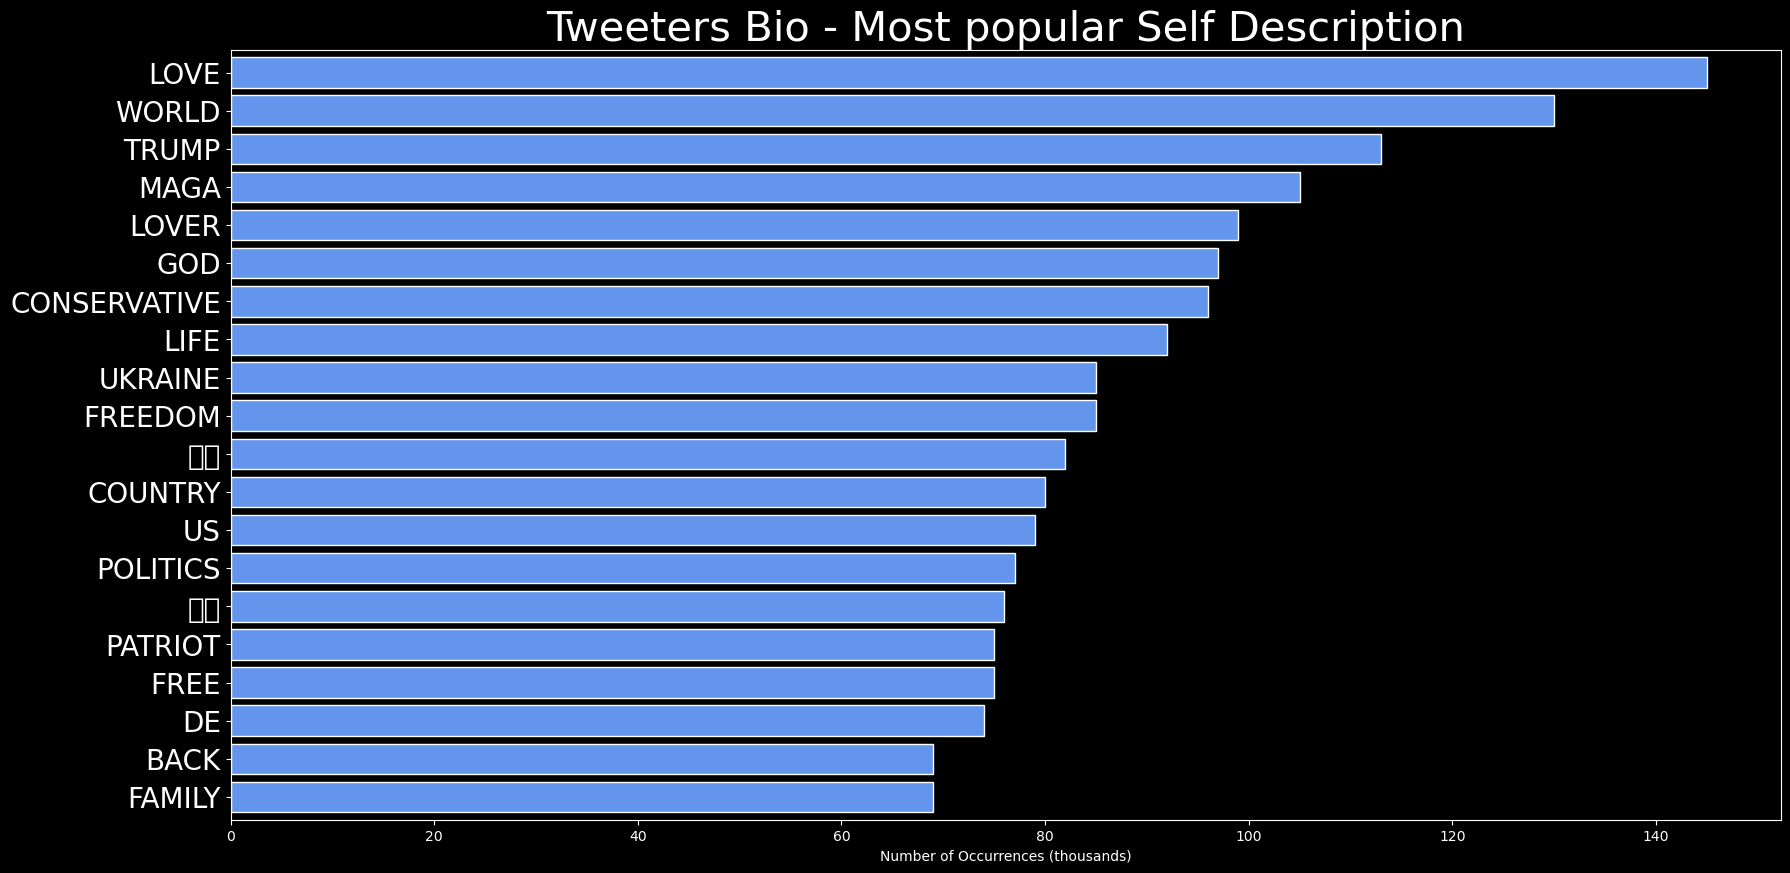 Tweeters Bio - Most popular Self Description
LOVE
WORLD
TRUMP
MAGA
LOVER
GOD
CONSERVATIVE
LIFE
UKRAINE
FREEDOM
COUNTRY
US
POLITICS
PATRIOT
FREE
DE
BACK
FAMILY
0 20 40 60 80 100 120 140
Number of Occurrences (thousands)